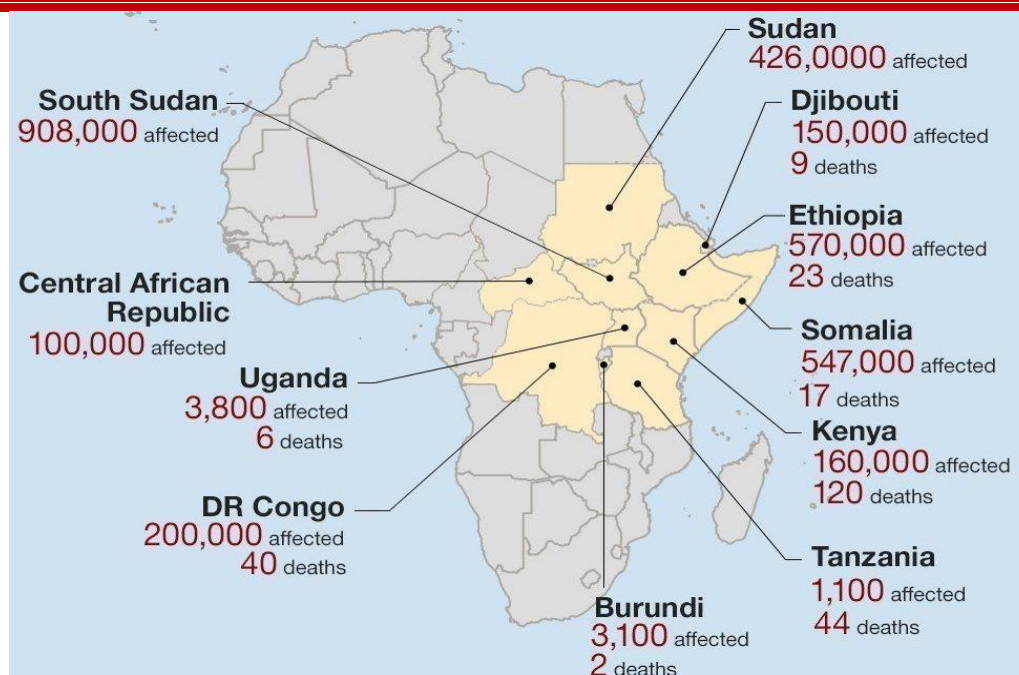 Sudan
426,0000 affected
South Sudan
908,000 affected
Djibouti
150,000 affected
9 deaths
Ethiopia
570,000 affected
23 deaths
Central African
Republic
100,000 affected
Somalia
547,000 affected
17 deaths
Uganda
3,800 affected
6 deaths
Kenya
160,000 affected
120 deaths
DR Congo
200,000 affected
40 deaths
Tanzania
1,100 affected
44 deaths
Burundi
3,100 affected
2 deaths